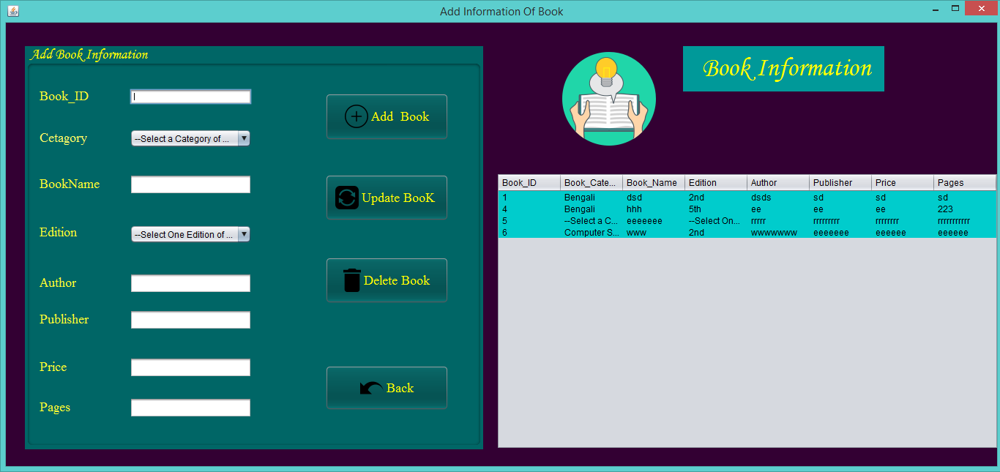 Add Information Of Book
Add Book Information
Book_ID
Cetagory
--Select a Category of ...
BookName
Edition
--Select One Edition of ...
Author
Publisher
Price
Pages
Add  Book
Update BooK
Delete Book
Back
Book Information
Book_ID Book_Cate... Book_Name Edition Author Publisher Price Pages
1 Bengali dsd 2nd dsds sd sd sd
4 Bengali hhh 5th ee ee ee 223
5 --Select a C... eeeeeee --Select On... rrrrr rrrrrrrrr rrrrrrrr rrrrrrrrrrr
6 Computer S... www 2nd wwwwwww eeeeeee eeeeee eeeeee